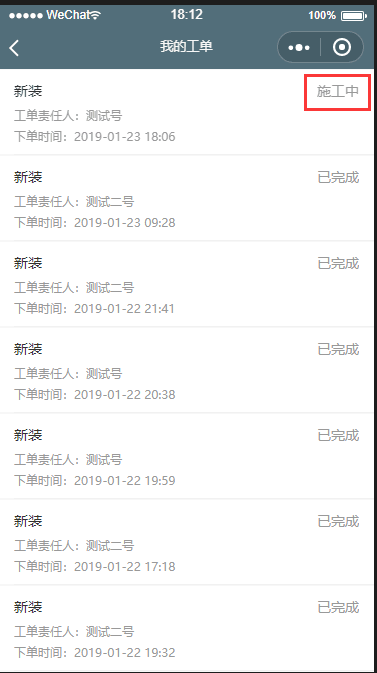 WeChat 18:12 100%
我的工单
新装 施工中
工单责任人：测试号
下单时间：2019-01-23 18:06
新装 已完成
工单责任人：测试二号
下单时间：2019-01-23 09:28
新装 已完成
工单责任人：测试二号
下单时间：2019-01-22 21:41
新装 已完成
工单责任人：测试号
下单时间：2019-01-22 20:38
新装 已完成
工单责任人：测试号
下单时间：2019-01-22 19:59
新装 已完成
工单责任人：测试二号
下单时间：2019-01-22 17:18
新装 已完成
工单责任人：测试二号
下单时间：2019-01-22 19:32